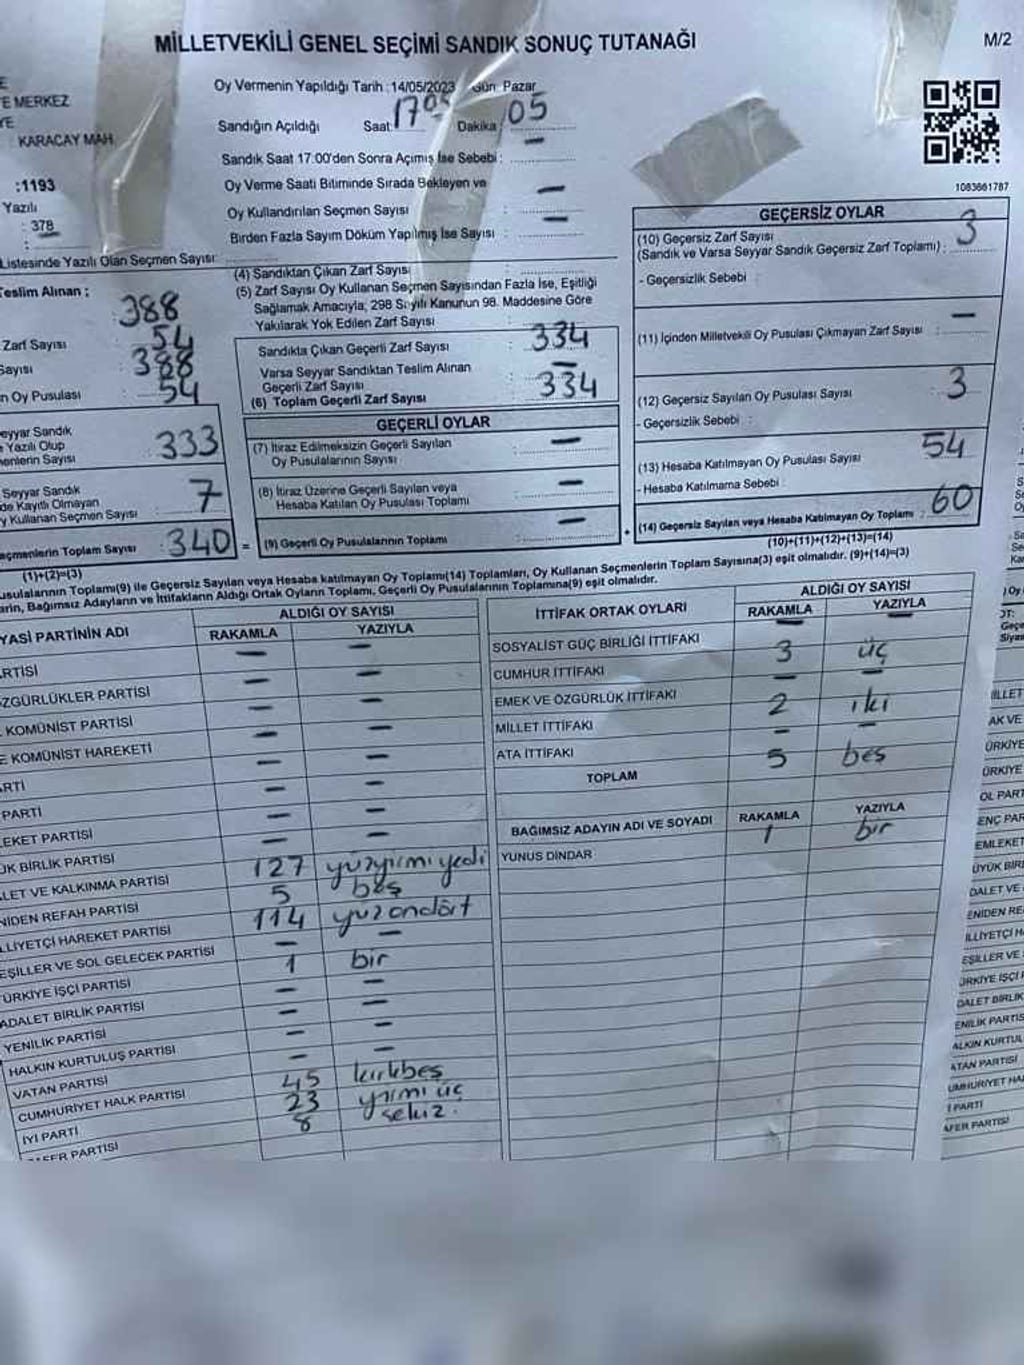 MİLLETVEKİLİ GENEL SEÇİMİ SANDIK SONUÇ TUTANAĞI
M/2
E MERKEZ
KARACAY MAH
:1193
Yazılı
: 378
Listesinde Yazılı Olan Seçmen Sayısı
Teslim Alınan ;
388
Zarf Sayısı : 54
Sayısı : 388
n Oy Pusulası : 54
eyyar Sandık
e Yazılı Olup
menlerin Sayısı : 333
Seyyar Sandık
de Kayıtlı Olmayan
y Kullanan Seçmen Sayısı : 7
eçmenlerin Toplam Sayısı : 340 =
(1)+(2)=(3)
Oy Vermenin Yapıldığı Tarih : 14/05/2023 Gün: Pazar
Sandığın Açıldığı Saat: 17 Dakika : 05
Sandık Saat 17:00'den Sonra Açımış İse Sebebi : —
Oy Verme Saati Bitiminde Sırada Bekleyen ve
Oy Kullandırılan Seçmen Sayısı : —
Birden Fazla Sayım Döküm Yapılmış İse Sayısı : —
(4) Sandıktan Çıkan Zarf Sayısı
(5) Zarf Sayısı Oy Kullanan Seçmen Sayısından Fazla İse, Eşitliği
Sağlamak Amacıyla, 298 Sayılı Kanunun 98. Maddesine Göre
Yakılarak Yok Edilen Zarf Sayısı :
Sandıkta Çıkan Geçerli Zarf Sayısı : 334
Varsa Seyyar Sandıktan Teslim Alınan
Geçerli Zarf Sayısı : —
(6) Toplam Geçerli Zarf Sayısı : 334
GEÇERLİ OYLAR
(7) İtiraz Edilmeksizin Geçerli Sayılan
Oy Pusulalarının Sayısı : —
(8) İtiraz Üzerine Geçerli Sayılan veya
Hesaba Katılan Oy Pusulası Toplamı : —
(9) Geçerli Oy Pusulalarının Toplamı : — +
1083661787
GEÇERSİZ OYLAR
(10) Geçersiz Zarf Sayısı
(Sandık ve Varsa Seyyar Sandık Geçersiz Zarf Toplamı) : 3
- Geçersizlik Sebebi :
(11) İçinden Milletvekili Oy Pusulası Çıkmayan Zarf Sayısı : —
(12) Geçersiz Sayılan Oy Pusulası Sayısı : 3
- Geçersizlik Sebebi :
(13) Hesaba Katılmayan Oy Pusulası Sayısı : 54
- Hesaba Katılmama Sebebi :
(14) Geçersiz Sayılan veya Hesaba Katılmayan Oy Toplamı : 60
(10)+(11)+(12)+(13)=(14)
usulalarının Toplamı(9) ile Geçersiz Sayılan veya Hesaba katılmayan Oy Toplamı(14) Toplamları, Oy Kullanan Seçmenlerin Toplam Sayısına(3) eşit olmalıdır. (9)+(14)=(3)
arin, Bağımsız Adayların ve İttifakların Aldığı Ortak Oyların Toplamı, Geçerli Oy Pusulalarının Toplamına(9) eşit olmalıdır.
YASİ PARTİNİN ADI
ALDIĞI OY SAYISI
RAKAMLA YAZIYLA
— —
RTİSİ — —
ZGÜRLÜKLER PARTİSİ — —
KOMÜNİST PARTİSİ — —
E KOMÜNİST HAREKETİ — —
RTİ — —
PARTİ — —
EKET PARTİSİ — —
ÜK BİRLİK PARTİSİ 127 yüzyirmiyedi
LET VE KALKINMA PARTİSİ 5 beş
NİDEN REFAH PARTİSİ 114 yüzondört
LLİYETÇİ HAREKET PARTİSİ — —
EŞİLLER VE SOL GELECEK PARTİSİ 1 bir
ÜRKİYE İŞÇİ PARTİSİ — —
ADALET BİRLİK PARTİSİ — —
YENİLİK PARTİSİ — —
HALKIN KURTULUŞ PARTİSİ — —
VATAN PARTİSİ 45 kırkbeş
CUMHURİYET HALK PARTİSİ 23 yirmi üç
İYİ PARTİ 8 sekiz.
AFER PARTİSİ
İTTİFAK ORTAK OYLARI
ALDIĞI OY SAYISI
RAKAMLA YAZIYLA
— —
SOSYALİST GÜÇ BİRLİĞİ İTTİFAKI 3 üç
CUMHUR İTTİFAKI — —
EMEK VE ÖZGÜRLÜK İTTİFAKI 2 iki
MİLLET İTTİFAKI — —
ATA İTTİFAKI 5 beş
TOPLAM
BAĞIMSIZ ADAYIN ADI VE SOYADI RAKAMLA YAZIYLA
1 bir
YUNUS DİNDAR
İLLET
AK VE
ÜRKİYE
ÜRKİYE
OL PART
ENÇ PAR
EMLEKET
ÜYÜK BİR
DALET VE
ENİDEN RE
İLLİYETÇİ H
EŞİLLER VE
ÜRKİYE İŞÇİ
DALET BİRLİK
ENİLİK PARTİS
ALKIN KURTUL
ATAN PARTİSİ
UMHURİYET HA
İ PARTİ
AFER PARTİSİ